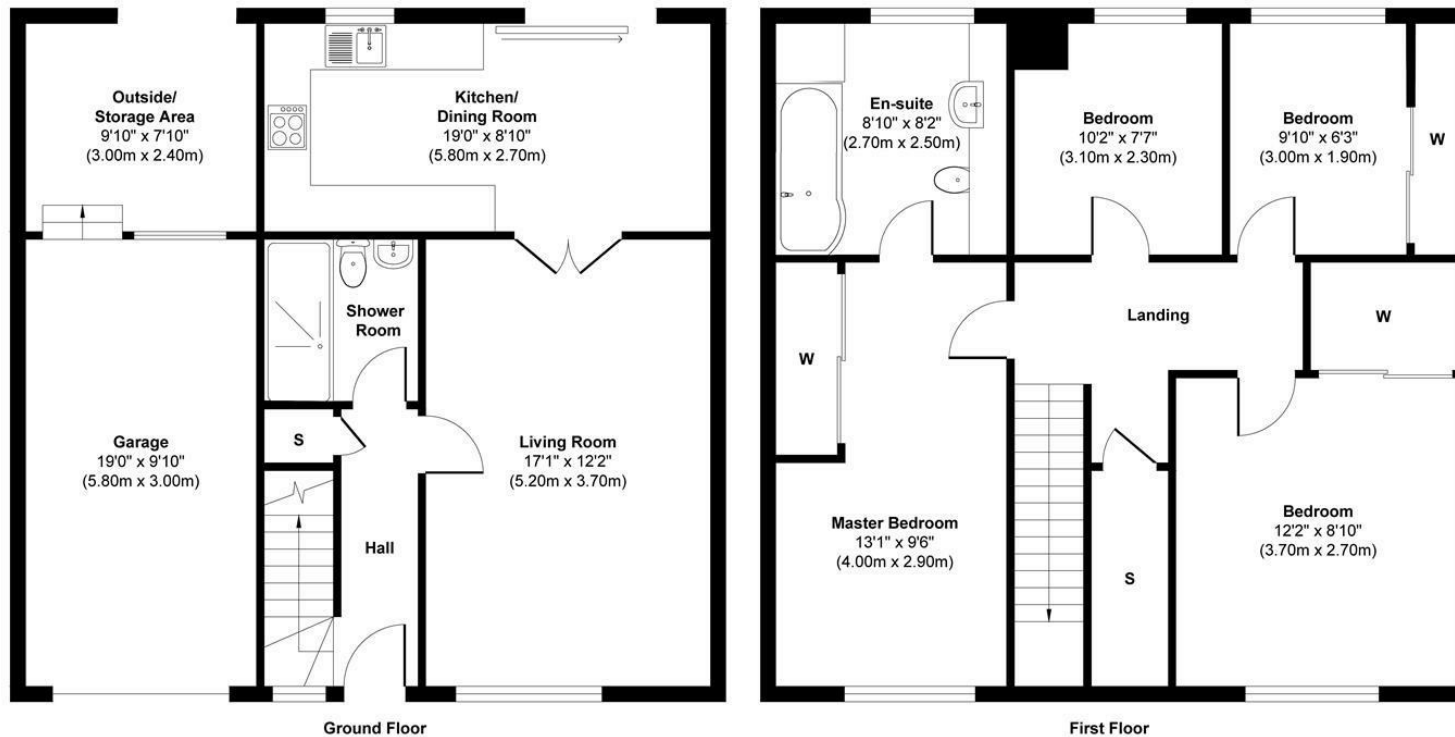 Outside/
Storage Area
9'10" x 7'10"
(3.00m x 2.40m)
Kitchen/
Dining Room
19'0" x 8'10"
(5.80m x 2.70m)
Shower
Room
S
Garage
19'0" x 9'10"
(5.80m x 3.00m)
Living Room
17'1" x 12'2"
(5.20m x 3.70m)
Hall
Ground Floor
En-suite
8'10" x 8'2"
(2.70m x 2.50m)
Bedroom
10'2" x 7'7"
(3.10m x 2.30m)
Bedroom
9'10" x 6'3"
(3.00m x 1.90m)
W
Landing
W
W
Master Bedroom
13'1" x 9'6"
(4.00m x 2.90m)
Bedroom
12'2" x 8'10"
(3.70m x 2.70m)
S
First Floor